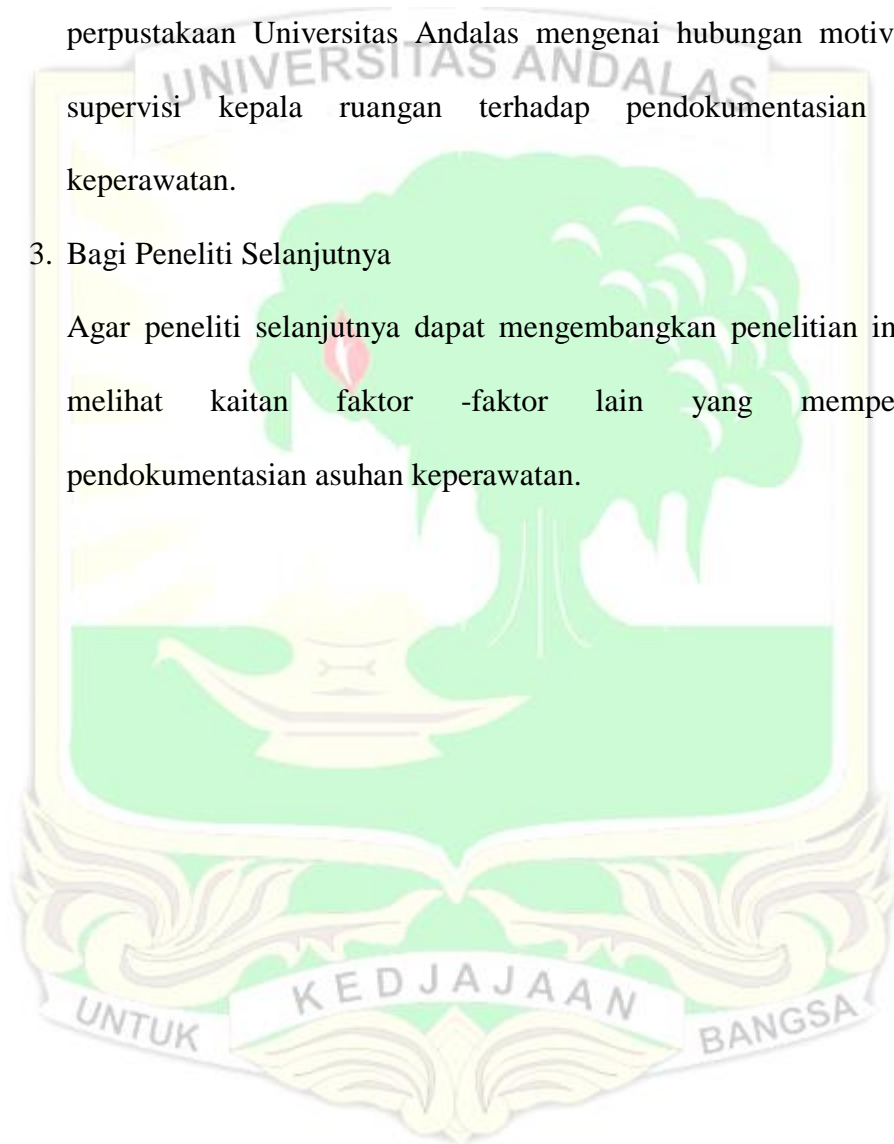 perpustakaan Universitas Andalas mengenai hubungan motiv
UNIVERSITAS ANDALAS
supervisi kepala ruangan terhadap pendokumentasian
keperawatan.
3. Bagi Peneliti Selanjutnya
Agar peneliti selanjutnya dapat mengembangkan penelitian in
melihat kaitan faktor -faktor lain yang mempe
pendokumentasian asuhan keperawatan.
UNTUK KEDJAJAAN BANGSA